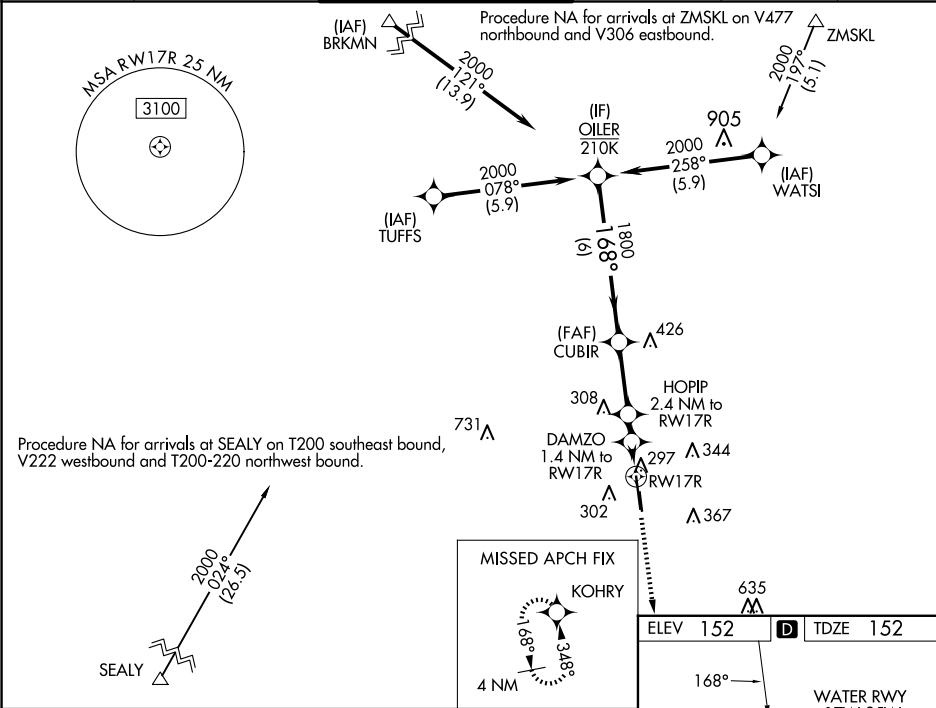 (IAF)
BRKMN
Procedure NA for arrivals at ZMSKL on V477
northbound and V306 eastbound.
ZMSKL
2000
197°
(5.1)
MSA RW17R 25 NM
3100
2000
121°
(13.9)
(IF)
OILER
210K
905
2000
258°
(5.9)
(IAF)
WATSI
2000
078°
(5.9)
(IAF)
TUFFS
1800
168°
(6)
(FAF)
CUBIR
426
HOPIP
2.4 NM to
RW17R
308
731
DAMZO
1.4 NM to
RW17R
344
297
RW17R
302
367
Procedure NA for arrivals at SEALY on T200 southeast bound,
V222 westbound and T200-220 northwest bound.
2000
024°
(26.5)
SEALY
MISSED APCH FIX
KOHRY
168°
348°
4 NM
635
ELEV 152
D
TDZE 152
168°
WATER RWY